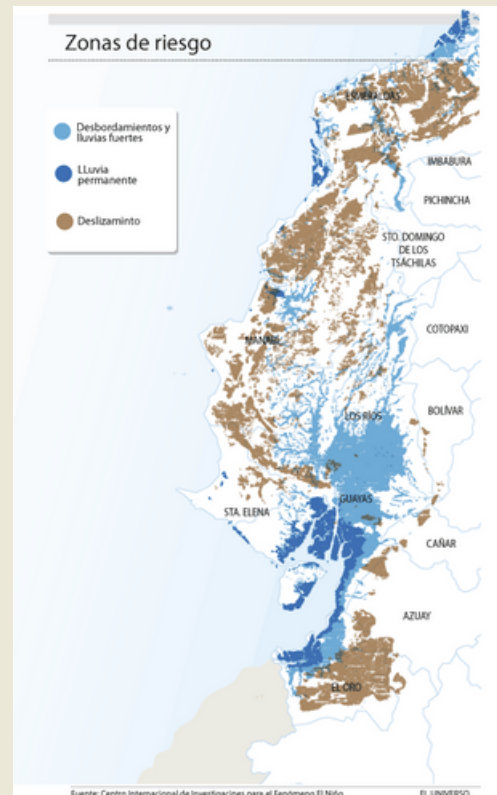 Zonas de riesgo
Desbordamientos y
lluvias fuertes
LLuvia
permanente
Deslizaminto
ESMERALDAS
IMBABURA
PICHINCHA
STO. DOMINGO
DE LOS
TSÁCHILAS
COTOPAXI
MANABÍ
BOLÍVAR
LOS RÍOS
GUAYAS
STA. ELENA
CAÑAR
AZUAY
EL ORO
Fuente: Centro Internacional de Investigacines para el Fenómeno El Niño
EL UNIVERSO